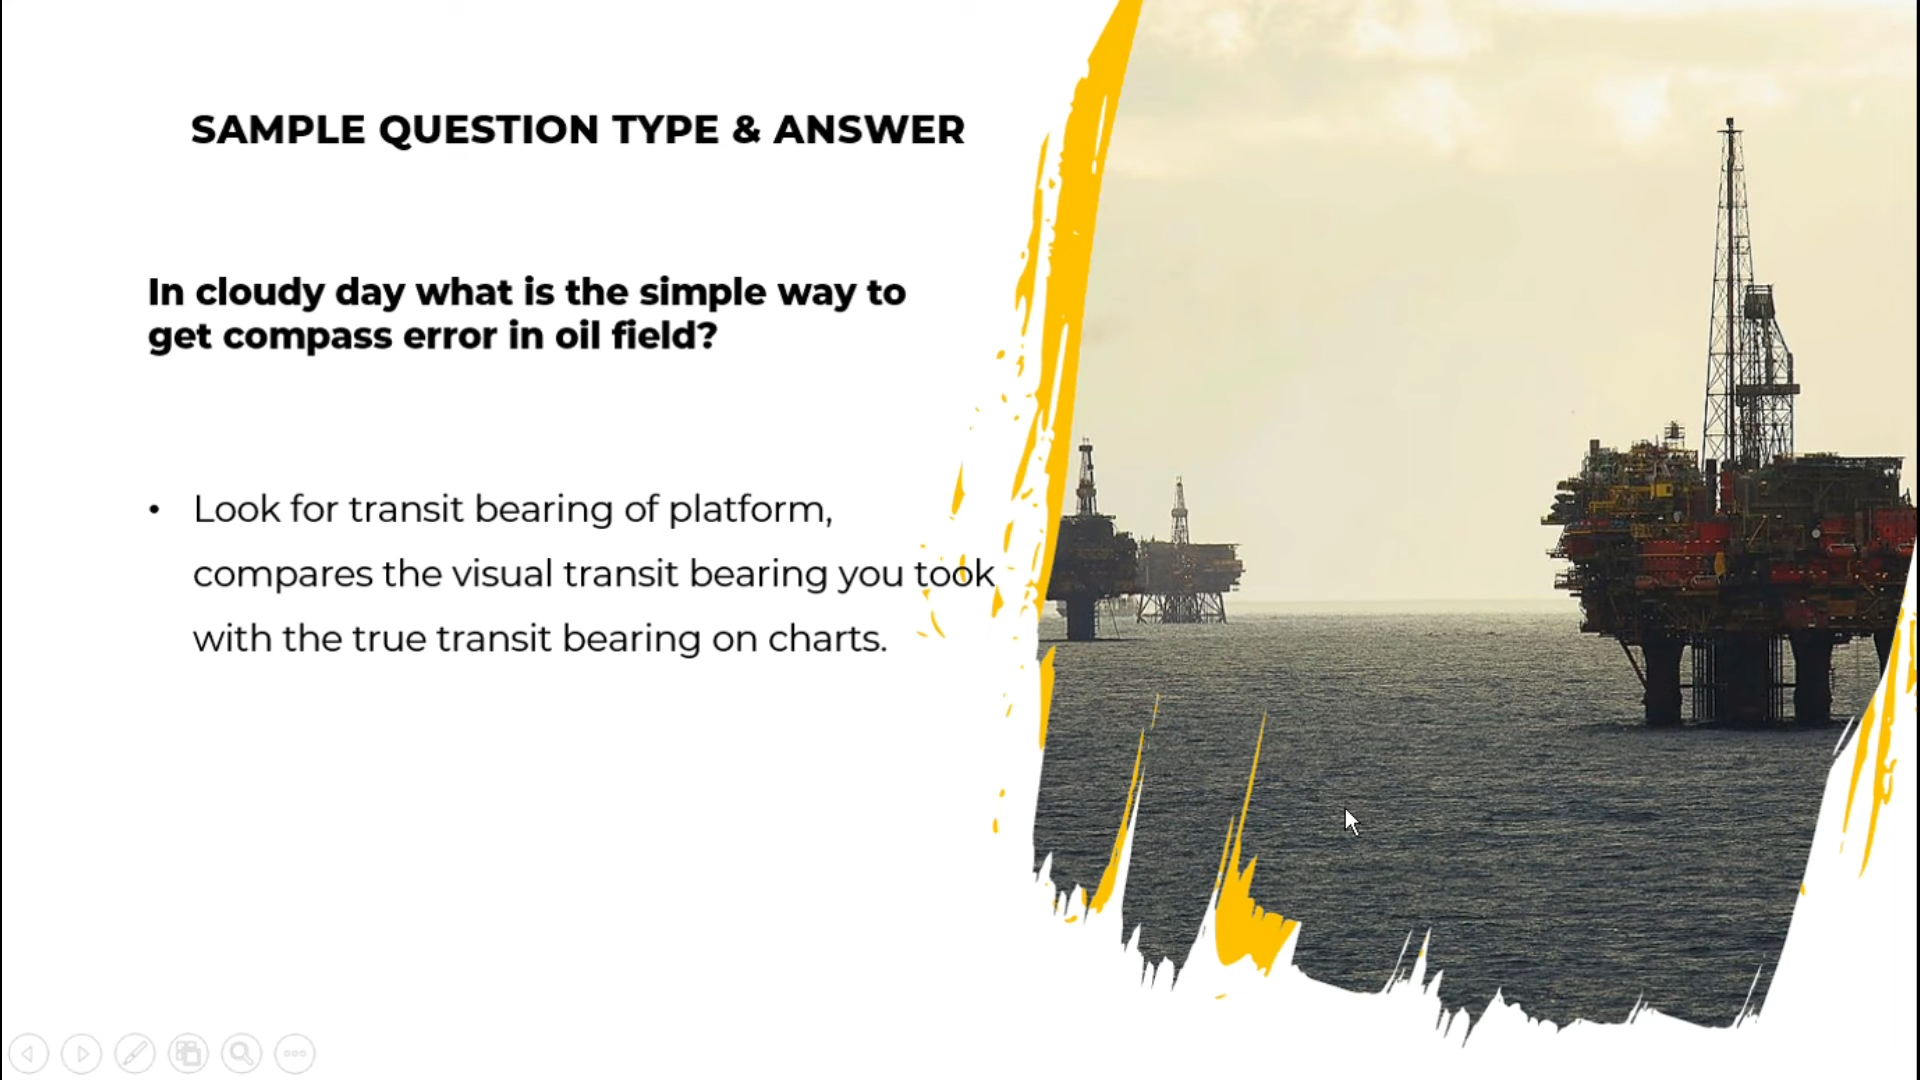 SAMPLE QUESTION TYPE & ANSWER
In cloudy day what is the simple way to
get compass error in oil field?
• Look for transit bearing of platform,
compares the visual transit bearing you took
with the true transit bearing on charts.